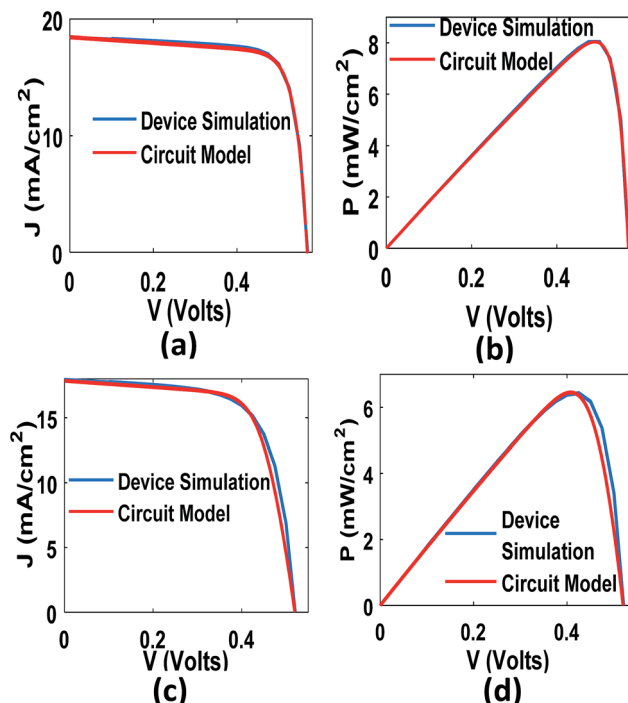 20
10
0
J (mA/cm²)
Device Simulation
Circuit Model
0 0.2 0.4
V (Volts)
(a)
8
6
4
2
0
P (mW/cm²)
Device Simulation
Circuit Model
0.2 0.4
V (Volts)
(b)
15
10
5
0
J (mA/cm²)
Device Simulation
Circuit Model
0 0.2 0.4
V (Volts)
(c)
6
4
2
0
P (mW/cm²)
Device
Simulation
Circuit Model
0 0.2 0.4
V (Volts)
(d)